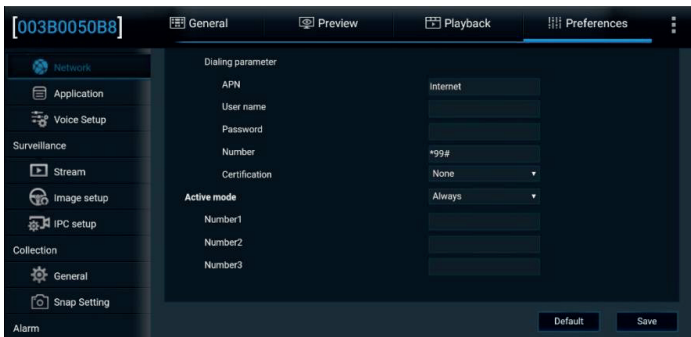 [003B0050B8]
General
Preview
Playback
Preferences
Network
Application
Voice Setup
Surveillance
Stream
Image setup
IPC setup
Collection
General
Snap Setting
Alarm
Dialing parameter
APN Internet
User name
Password
Number *99#
Certification None
Active mode Always
Number1
Number2
Number3
Default
Save